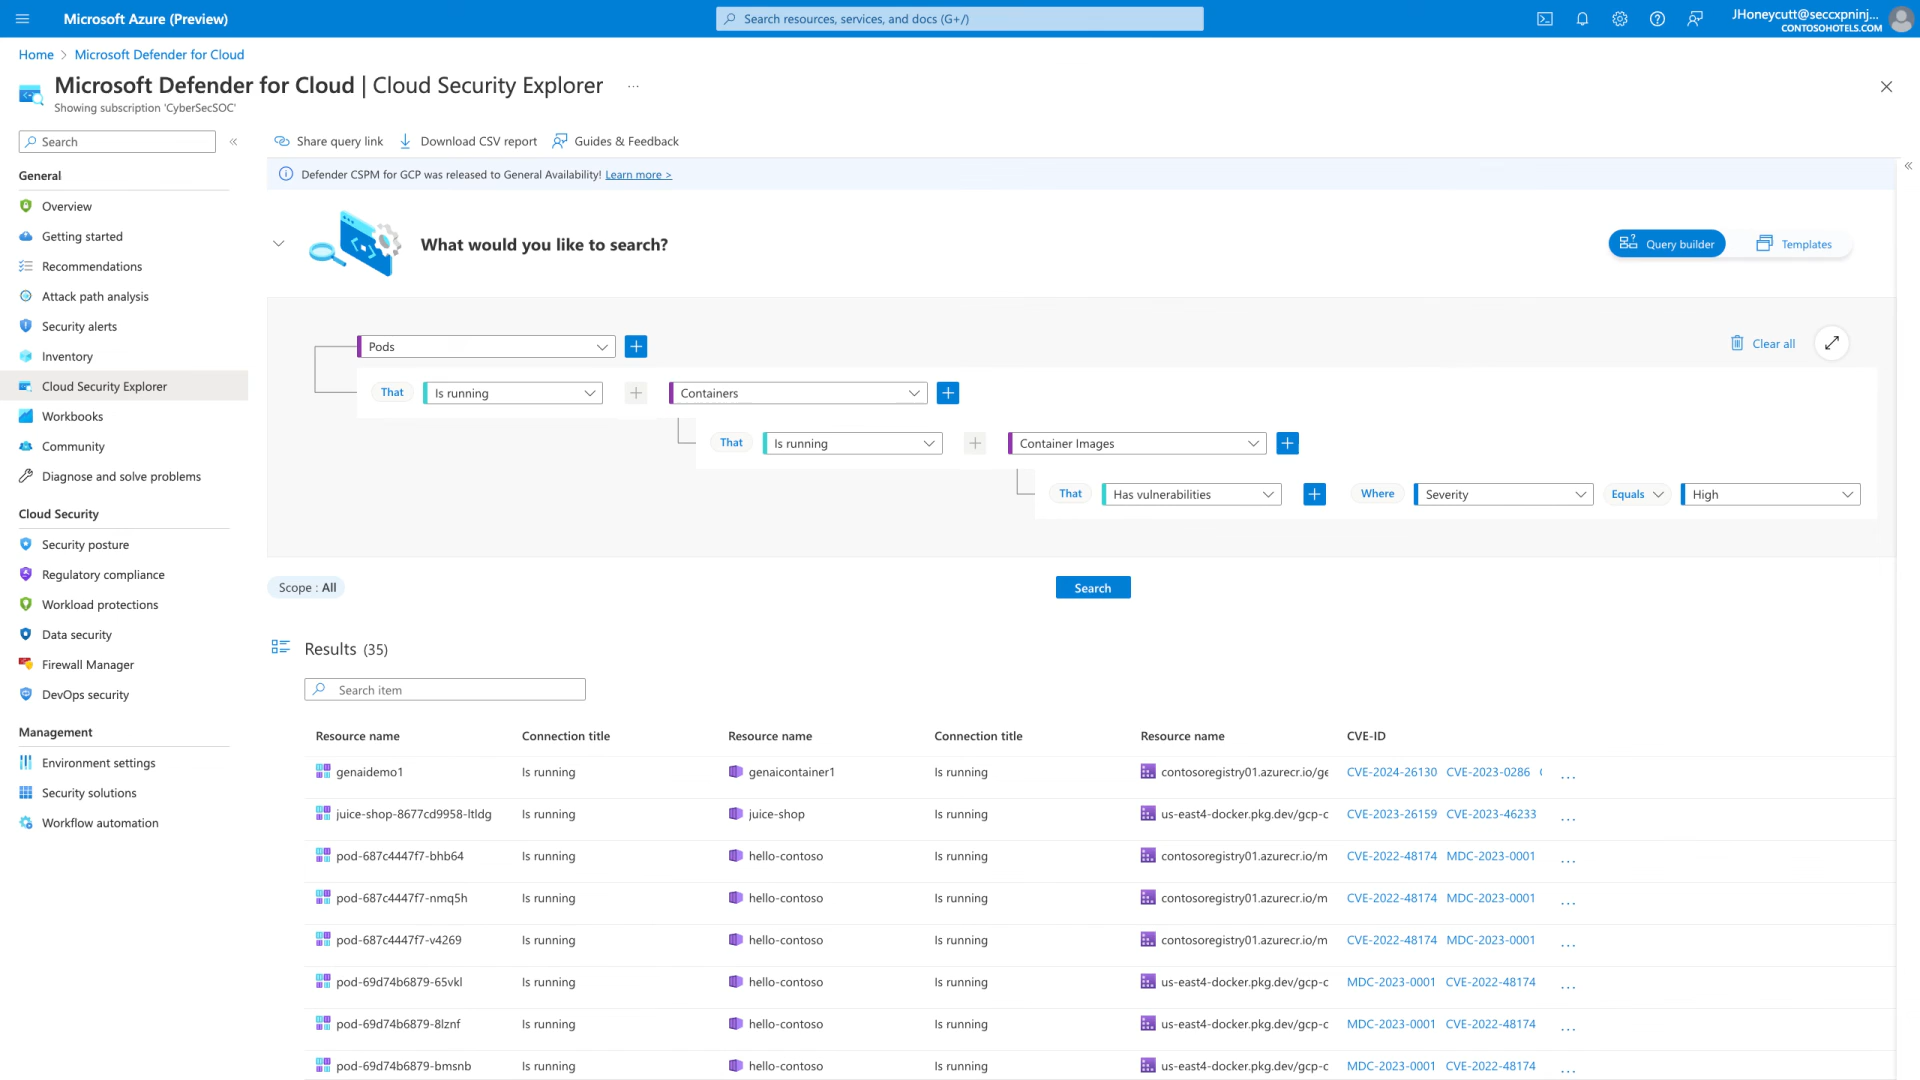 Microsoft Azure (Preview)
Search resources, services, and docs (G+/)
JHoneycutt@seccxpninj...
CONTOSOHOTELS.COM
Home > Microsoft Defender for Cloud
Microsoft Defender for Cloud | Cloud Security Explorer ...
Showing subscription 'CyberSecSOC'
Search
Share query link
Download CSV report
Guides & Feedback
Defender CSPM for GCP was released to General Availability! Learn more >
General
Overview
Getting started
Recommendations
Attack path analysis
Security alerts
Inventory
Cloud Security Explorer
Workbooks
Community
Diagnose and solve problems
Cloud Security
Security posture
Regulatory compliance
Workload protections
Data security
Firewall Manager
DevOps security
Management
Environment settings
Security solutions
Workflow automation
What would you like to search?
Query builder
Templates
Pods
Clear all
That Is running Containers
That Is running Container Images
That Has vulnerabilities Where Severity Equals High
Scope : All
Search
Results (35)
Search item
Resource name Connection title Resource name Connection title Resource name CVE-ID
genaidemo1 Is running genaicontainer1 Is running contosoregistry01.azurecr.io/ge CVE-2024-26130 CVE-2023-0286 ...
juice-shop-8677cd9958-ltldg Is running juice-shop Is running us-east4-docker.pkg.dev/gcp-c CVE-2023-26159 CVE-2023-46233 ...
pod-687c4447f7-bhb64 Is running hello-contoso Is running contosoregistry01.azurecr.io/m CVE-2022-48174 MDC-2023-0001 ...
pod-687c4447f7-nmq5h Is running hello-contoso Is running contosoregistry01.azurecr.io/m CVE-2022-48174 MDC-2023-0001 ...
pod-687c4447f7-v4269 Is running hello-contoso Is running contosoregistry01.azurecr.io/m CVE-2022-48174 MDC-2023-0001 ...
pod-69d74b6879-65vkl Is running hello-contoso Is running us-east4-docker.pkg.dev/gcp-c MDC-2023-0001 CVE-2022-48174 ...
pod-69d74b6879-8lznf Is running hello-contoso Is running us-east4-docker.pkg.dev/gcp-c MDC-2023-0001 CVE-2022-48174 ...
pod-69d74b6879-bmsnb Is running hello-contoso Is running us-east4-docker.pkg.dev/gcp-c MDC-2023-0001 CVE-2022-48174 ...